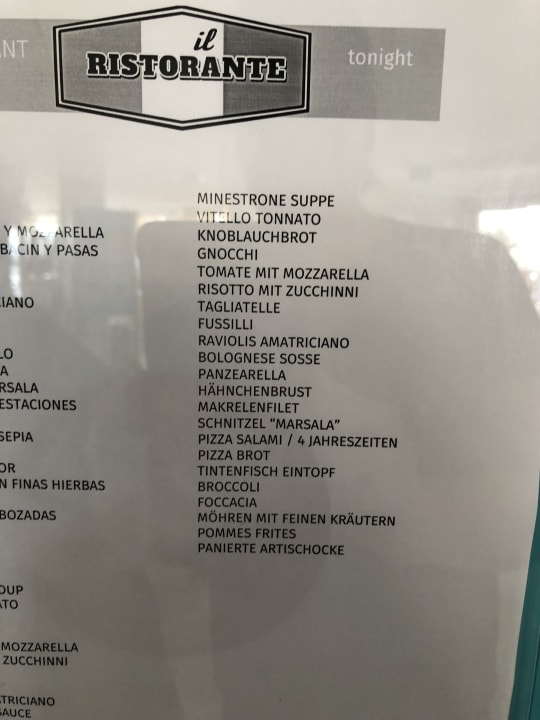 ANT
il
RISTORANTE
tonight
Y MOZZARELLA
BACIN Y PASAS
CIANO
LO
A
RSALA
ESTACIONES
SEPIA
OR
N FINAS HIERBAS
BOZADAS
OUP
ATO
MOZZARELLA
ZUCCHINNI
ATRICIANO
SAUCE
MINESTRONE SUPPE
VITELLO TONNATO
KNOBLAUCHBROT
GNOCCHI
TOMATE MIT MOZZARELLA
RISOTTO MIT ZUCCHINNI
TAGLIATELLE
FUSSILLI
RAVIOLIS AMATRICIANO
BOLOGNESE SOSSE
PANZEARELLA
HÄHNCHENBRUST
MAKRELENFILET
SCHNITZEL “MARSALA”
PIZZA SALAMI / 4 JAHRESZEITEN
PIZZA BROT
TINTENFISCH EINTOPF
BROCCOLI
FOCCACIA
MÖHREN MIT FEINEN KRÄUTERN
POMMES FRITES
PANIERTE ARTISCHOCKE